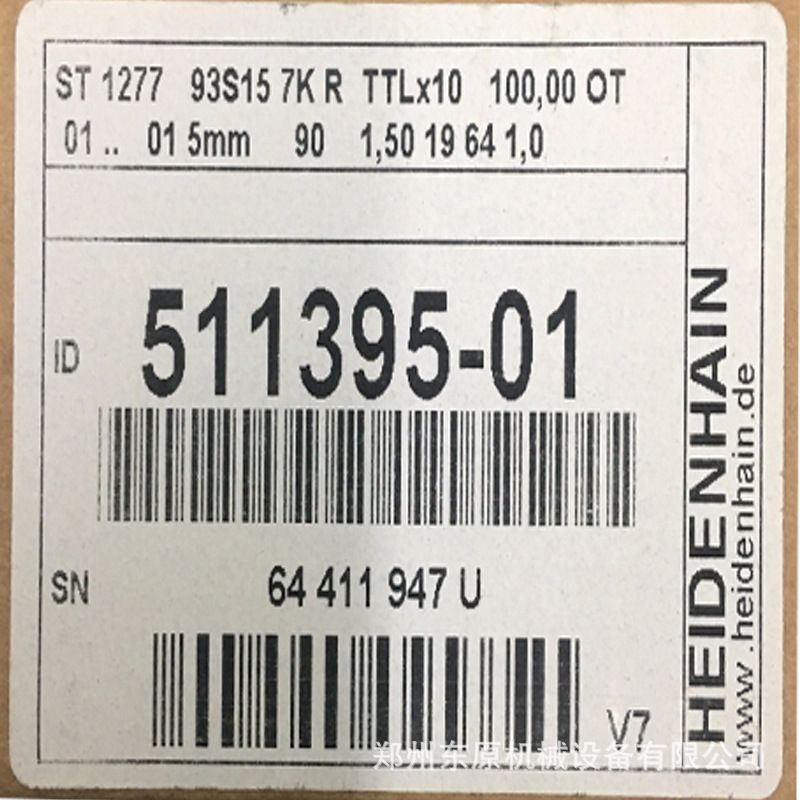 ST 1277 93S15 7K R TTLx10 100,00 OT
01 .. 01 5mm 90 1,50 19 64 1,0
ID 511395-01
SN 64 411 947 U
V7
HEIDENHAIN
www.heidenhain.de
郑州东原机械设备有限公司